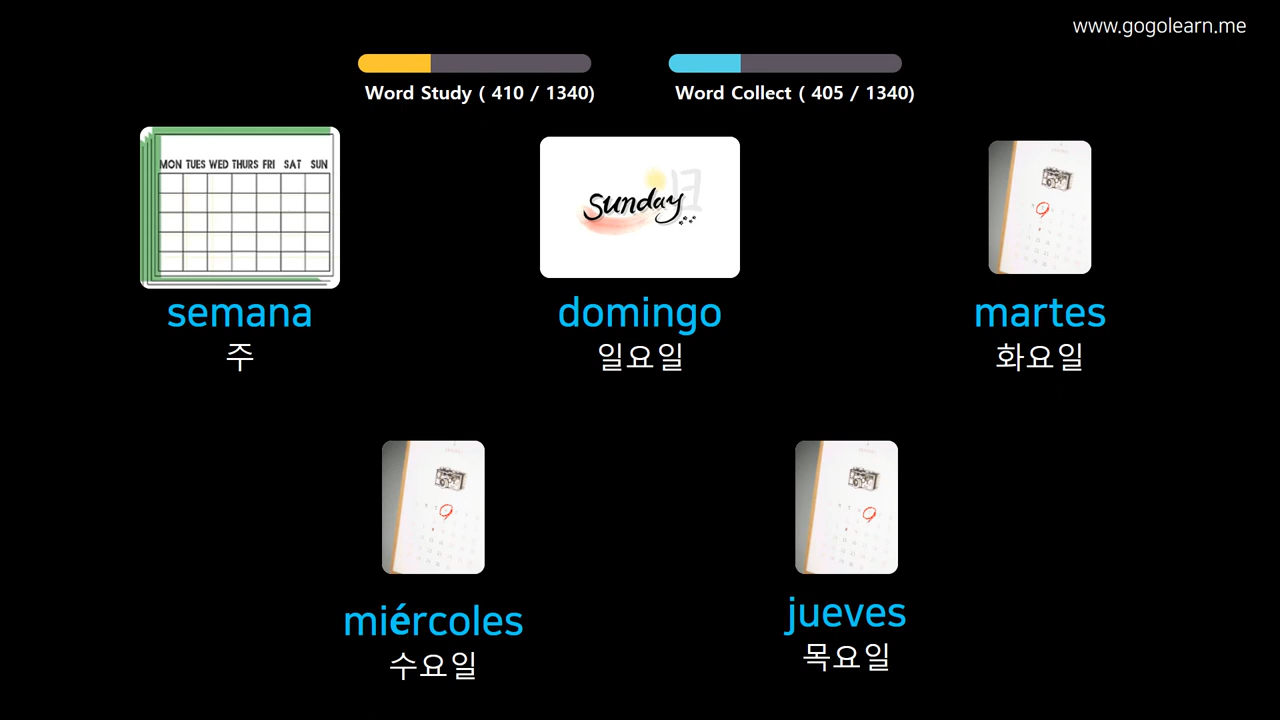 www.gogolearn.me
Word Study ( 410 / 1340)
Word Collect ( 405 / 1340)
MON TUES WED THURS FRI SAT SUN
Sunday
semana
주
domingo
일요일
martes
화요일
miércoles
수요일
jueves
목요일